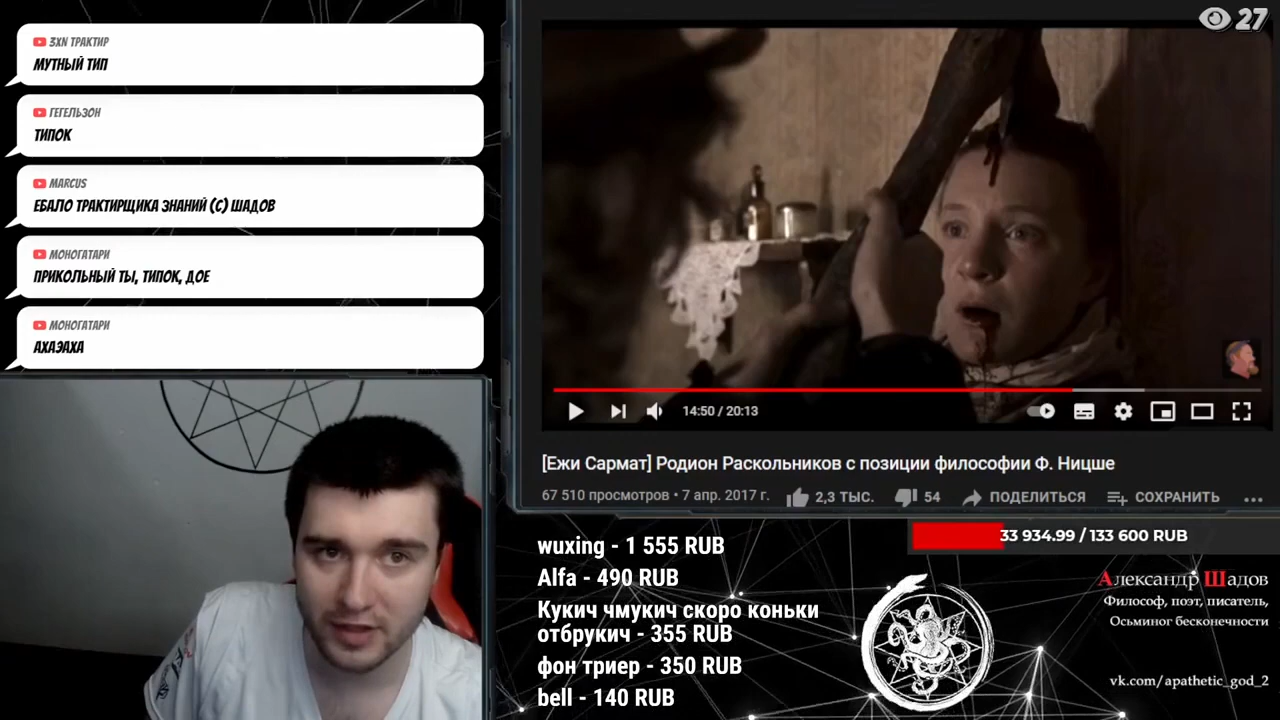 3XN ТРАКТИР
МУТНЫЙ ТИП
ГЕГЕЛЬЗОН
ТИПОК
MARCUS
ЕБАЛО ТРАКТИРЩИКА ЗНАНИЙ (С) ШАДОВ
МОНОГАТАРИ
ПРИКОЛЬНЫЙ ТЫ, ТИПОК, ДОЕ
МОНОГАТАРИ
АХАЭАХА
27
14:50 / 20:13
[Ежи Сармат] Родион Раскольников с позиции философии Ф. Ницше
67 510 просмотров • 7 апр. 2017 г.
2,3 ТЫС.
54
ПОДЕЛИТЬСЯ
СОХРАНИТЬ
wuxing - 1 555 RUB
Alfa - 490 RUB
Кукич чмукич скоро коньки
отбрукич - 355 RUB
фон триер - 350 RUB
bell - 140 RUB
33 934.99 / 133 600 RUB
Александр Шадов
Философ, поэт, писатель,
Осьминог бесконечности
vk.com/apathetic_god_2